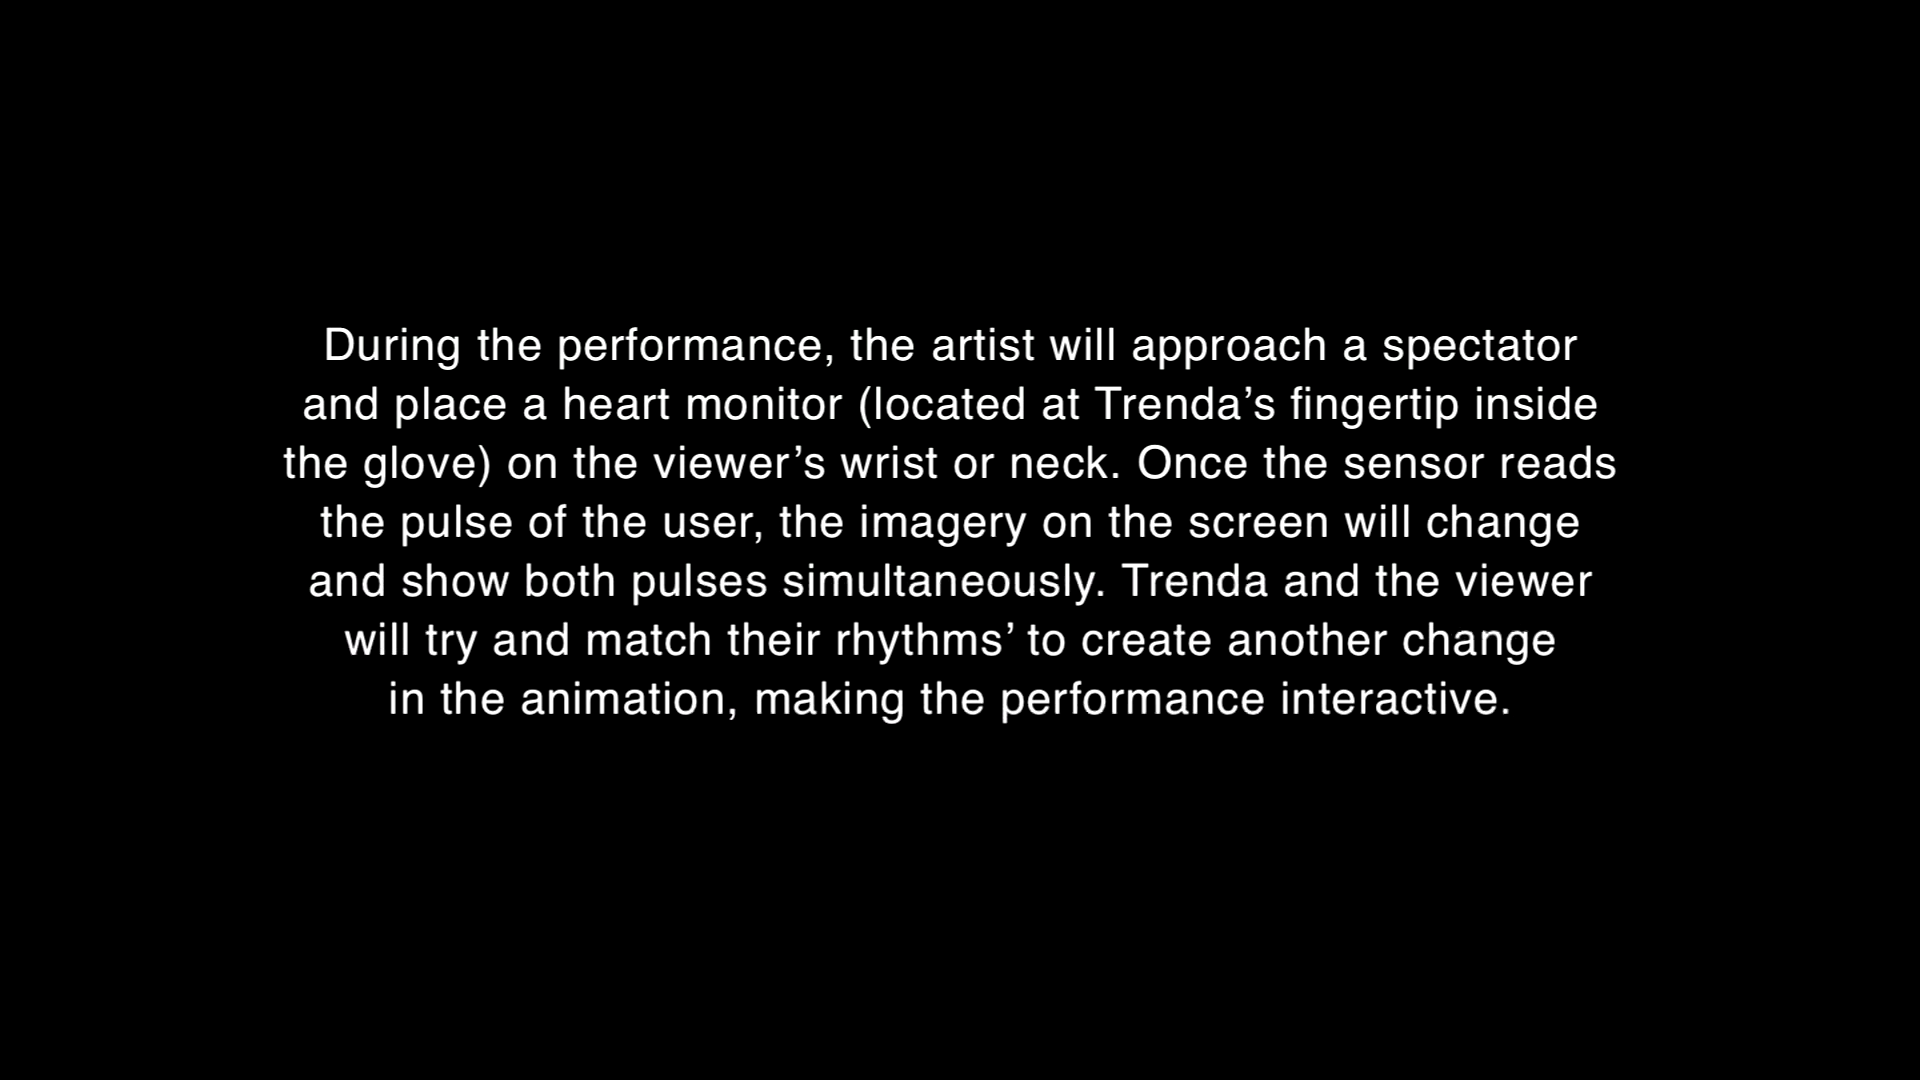 During the performance, the artist will approach a spectator
and place a heart monitor (located at Trenda’s fingertip inside
the glove) on the viewer’s wrist or neck. Once the sensor reads
the pulse of the user, the imagery on the screen will change
and show both pulses simultaneously. Trenda and the viewer
will try and match their rhythms’ to create another change
in the animation, making the performance interactive.